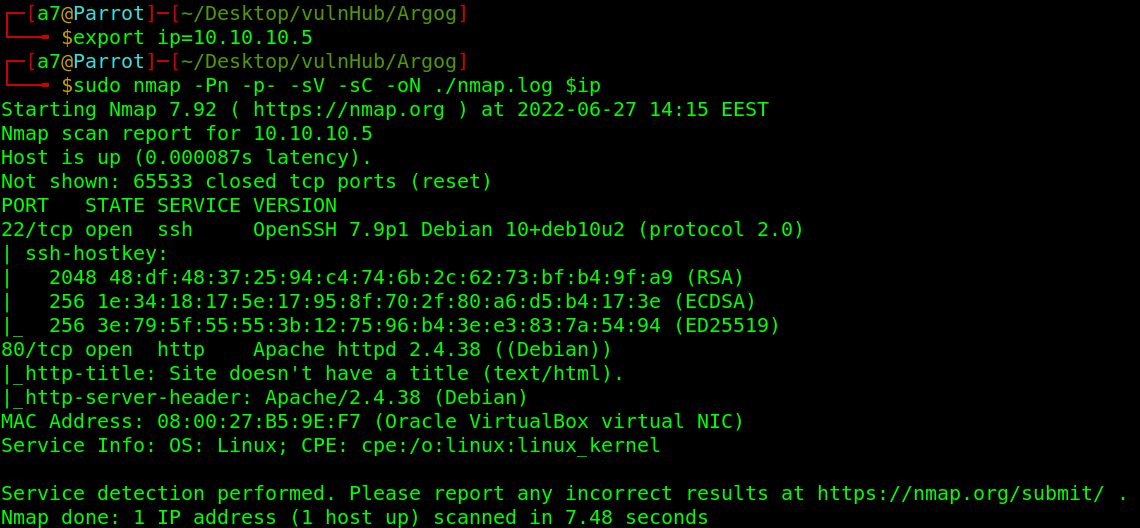 ┌─[a7@Parrot]─[~/Desktop/vulnHub/Argog]
└──╼ $export ip=10.10.10.5
┌─[a7@Parrot]─[~/Desktop/vulnHub/Argog]
└──╼ $sudo nmap -Pn -p- -sV -sC -oN ./nmap.log $ip
Starting Nmap 7.92 ( https://nmap.org ) at 2022-06-27 14:15 EEST
Nmap scan report for 10.10.10.5
Host is up (0.000087s latency).
Not shown: 65533 closed tcp ports (reset)
PORT   STATE SERVICE VERSION
22/tcp open  ssh     OpenSSH 7.9p1 Debian 10+deb10u2 (protocol 2.0)
| ssh-hostkey:
|   2048 48:df:48:37:25:94:c4:74:6b:2c:62:73:bf:b4:9f:a9 (RSA)
|   256 1e:34:18:17:5e:17:95:8f:70:2f:80:a6:d5:b4:17:3e (ECDSA)
|_  256 3e:79:5f:55:55:3b:12:75:96:b4:3e:e3:83:7a:54:94 (ED25519)
80/tcp open  http    Apache httpd 2.4.38 ((Debian))
|_http-title: Site doesn't have a title (text/html).
|_http-server-header: Apache/2.4.38 (Debian)
MAC Address: 08:00:27:B5:9E:F7 (Oracle VirtualBox virtual NIC)
Service Info: OS: Linux; CPE: cpe:/o:linux:linux_kernel

Service detection performed. Please report any incorrect results at https://nmap.org/submit/ .
Nmap done: 1 IP address (1 host up) scanned in 7.48 seconds